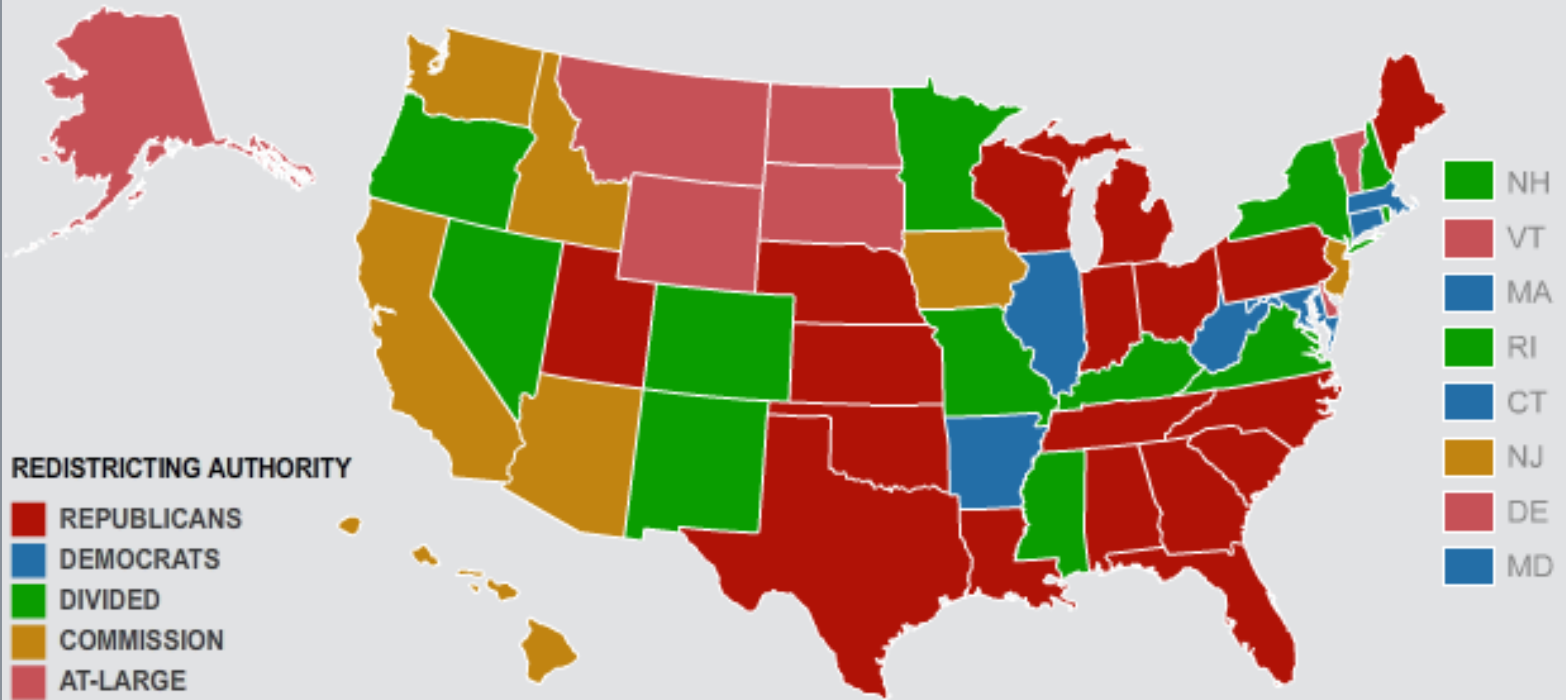 REDISTRICTING AUTHORITY
REPUBLICANS
DEMOCRATS
DIVIDED
COMMISSION
AT-LARGE
NH
VT
MA
RI
CT
NJ
DE
MD